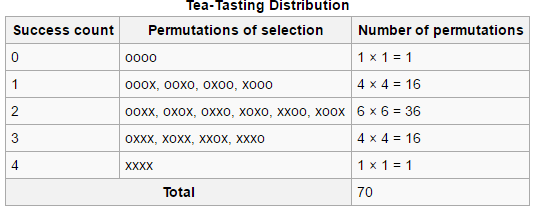 Tea-Tasting Distribution
Success count Permutations of selection Number of permutations
0 oooo 1 × 1 = 1
1 ooox, ooxo, oxoo, xooo 4 × 4 = 16
2 ooxx, oxox, oxxo, xoxo, xxoo, xoox 6 × 6 = 36
3 oxxx, xoxx, xxox, xxxo 4 × 4 = 16
4 xxxx 1 × 1 = 1
Total 70